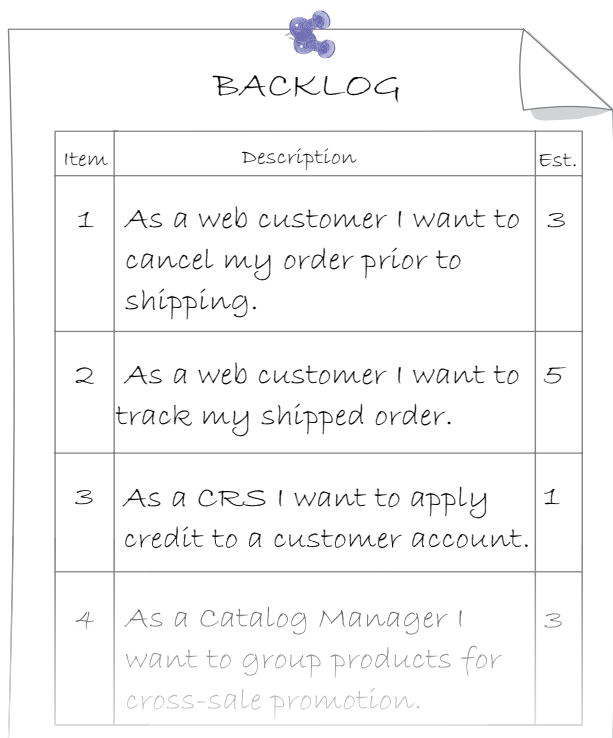 BACKLOG
Item Description Est.
1 As a web customer I want to 3
cancel my order prior to
shipping.
2 As a web customer I want to 5
track my shipped order.
3 As a CRS I want to apply 1
credit to a customer account.
4 As a Catalog Manager I 3
want to group products for
cross-sale promotion.